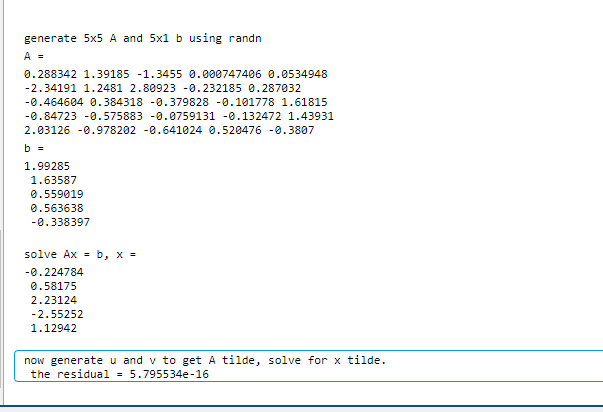 generate 5x5 A and 5x1 b using randn
A =
0.288342 1.39185 -1.3455 0.000747406 0.0534948
-2.34191 1.2481 2.80923 -0.232185 0.287032
-0.464604 0.384318 -0.379828 -0.101778 1.61815
-0.84723 -0.575883 -0.0759131 -0.132472 1.43931
2.03126 -0.978202 -0.641024 0.520476 -0.3807
b =
1.99285
1.63587
0.559019
0.563638
-0.338397
solve Ax = b, x =
-0.224784
0.58175
2.23124
-2.55252
1.12942
now generate u and v to get A tilde, solve for x tilde.
the residual = 5.795534e-16